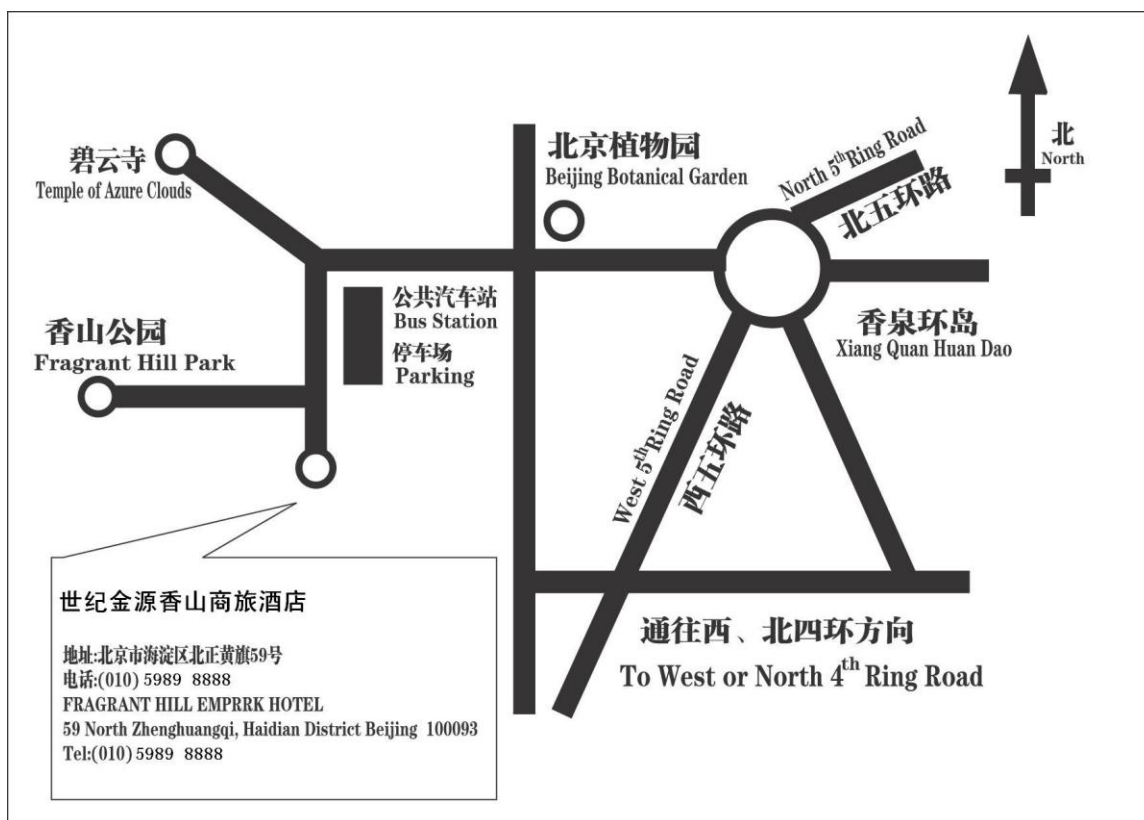 碧云寺
Temple of Azure Clouds
北京植物园
Beijing Botanical Garden
North 5th Ring Road
北五环路
北
North
公共汽车站
Bus Station
停车场
Parking
香山公园
Fragrant Hill Park
香泉环岛
Xiang Quan Huan Dao
West 5th Ring Road
西五环路
通往西、北四环方向
To West or North 4th Ring Road
世纪金源香山商旅酒店
地址:北京市海淀区北正黄旗59号
电话:(010) 5989 8888
FRAGRANT HILL EMPRRK HOTEL
59 North Zhenghuangqi, Haidian District Beijing 100093
Tel:(010) 5989 8888